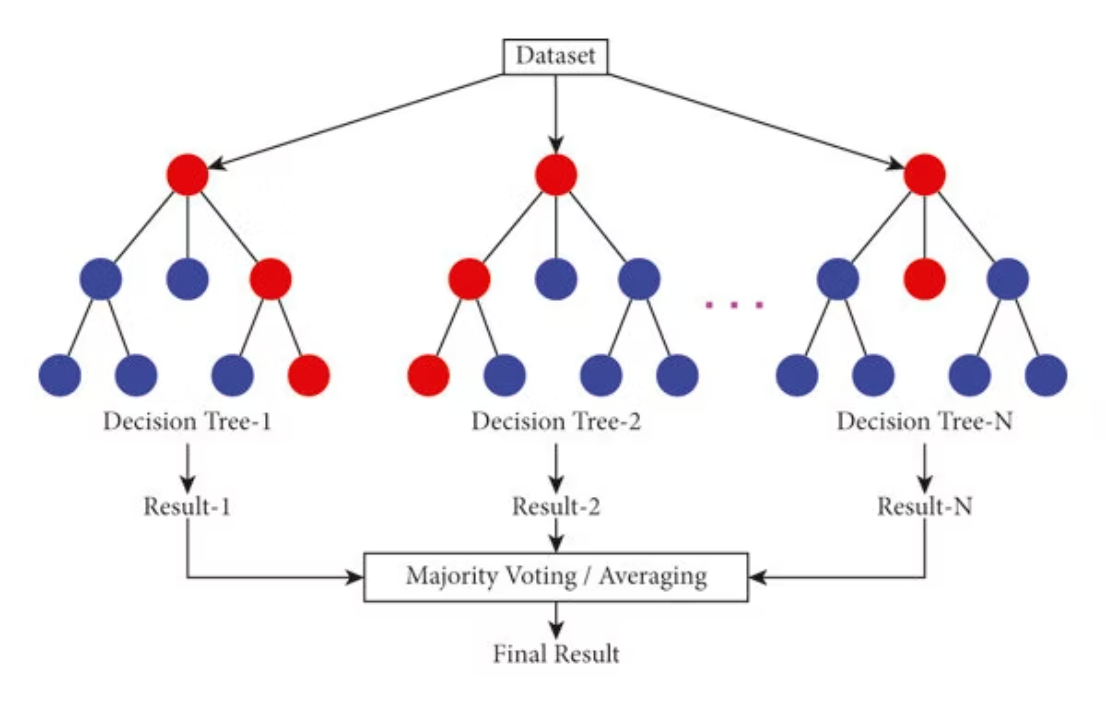 Dataset
Decision Tree-1
Decision Tree-2
Decision Tree-N
Result-1
Result-2
Result-N
Majority Voting / Averaging
Final Result